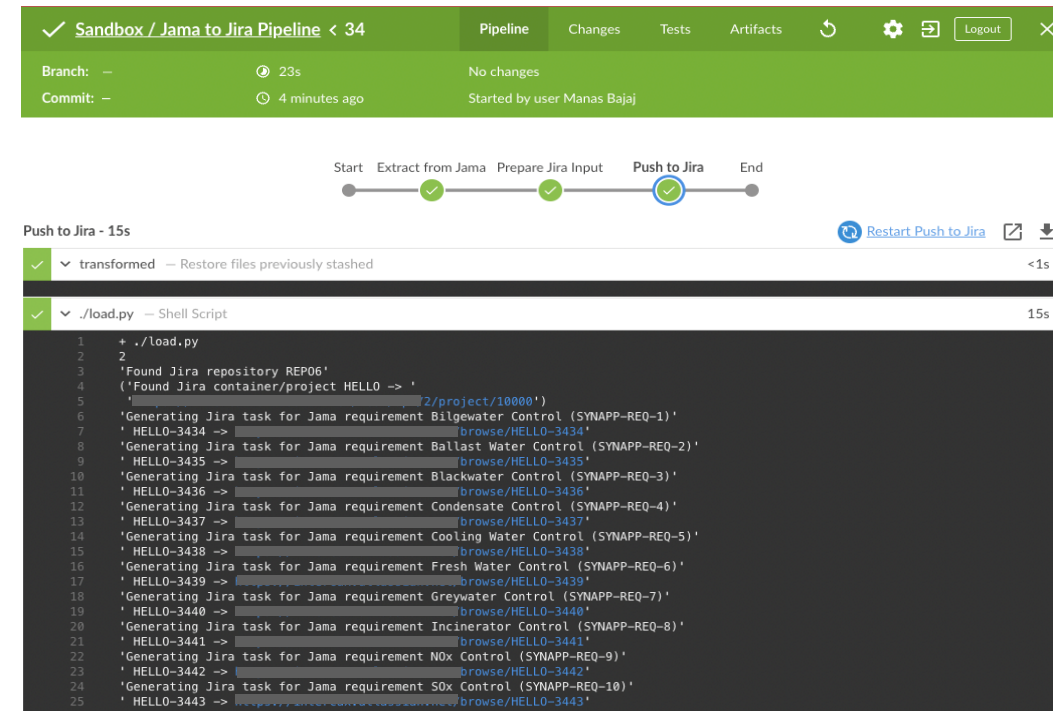 Sandbox / Jama to Jira Pipeline < 34 Pipeline Changes Tests Artifacts Logout
Branch: — 23s No changes
Commit: — 4 minutes ago Started by user Manas Bajaj
Start Extract from Jama Prepare Jira Input Push to Jira End
Push to Jira - 15s Restart Push to Jira
transformed — Restore files previously stashed <1s
./load.py — Shell Script 15s
1 + ./load.py
2 2
3 'Found Jira repository REPO6'
4 ('Found Jira container/project HELLO -> '
5 ' 2/project/10000')
6 'Generating Jira task for Jama requirement Bilgewater Control (SYNAPP-REQ-1)'
7 ' HELLO-3434 -> browse/HELLO-3434'
8 'Generating Jira task for Jama requirement Ballast Water Control (SYNAPP-REQ-2)'
9 ' HELLO-3435 -> browse/HELLO-3435'
10 'Generating Jira task for Jama requirement Blackwater Control (SYNAPP-REQ-3)'
11 ' HELLO-3436 -> browse/HELLO-3436'
12 'Generating Jira task for Jama requirement Condensate Control (SYNAPP-REQ-4)'
13 ' HELLO-3437 -> browse/HELLO-3437'
14 'Generating Jira task for Jama requirement Cooling Water Control (SYNAPP-REQ-5)'
15 ' HELLO-3438 -> browse/HELLO-3438'
16 'Generating Jira task for Jama requirement Fresh Water Control (SYNAPP-REQ-6)'
17 ' HELLO-3439 -> browse/HELLO-3439'
18 'Generating Jira task for Jama requirement Greywater Control (SYNAPP-REQ-7)'
19 ' HELLO-3440 -> browse/HELLO-3440'
20 'Generating Jira task for Jama requirement Incinerator Control (SYNAPP-REQ-8)'
21 ' HELLO-3441 -> browse/HELLO-3441'
22 'Generating Jira task for Jama requirement NOx Control (SYNAPP-REQ-9)'
23 ' HELLO-3442 -> browse/HELLO-3442'
24 'Generating Jira task for Jama requirement SOx Control (SYNAPP-REQ-10)'
25 ' HELLO-3443 -> browse/HELLO-3443'